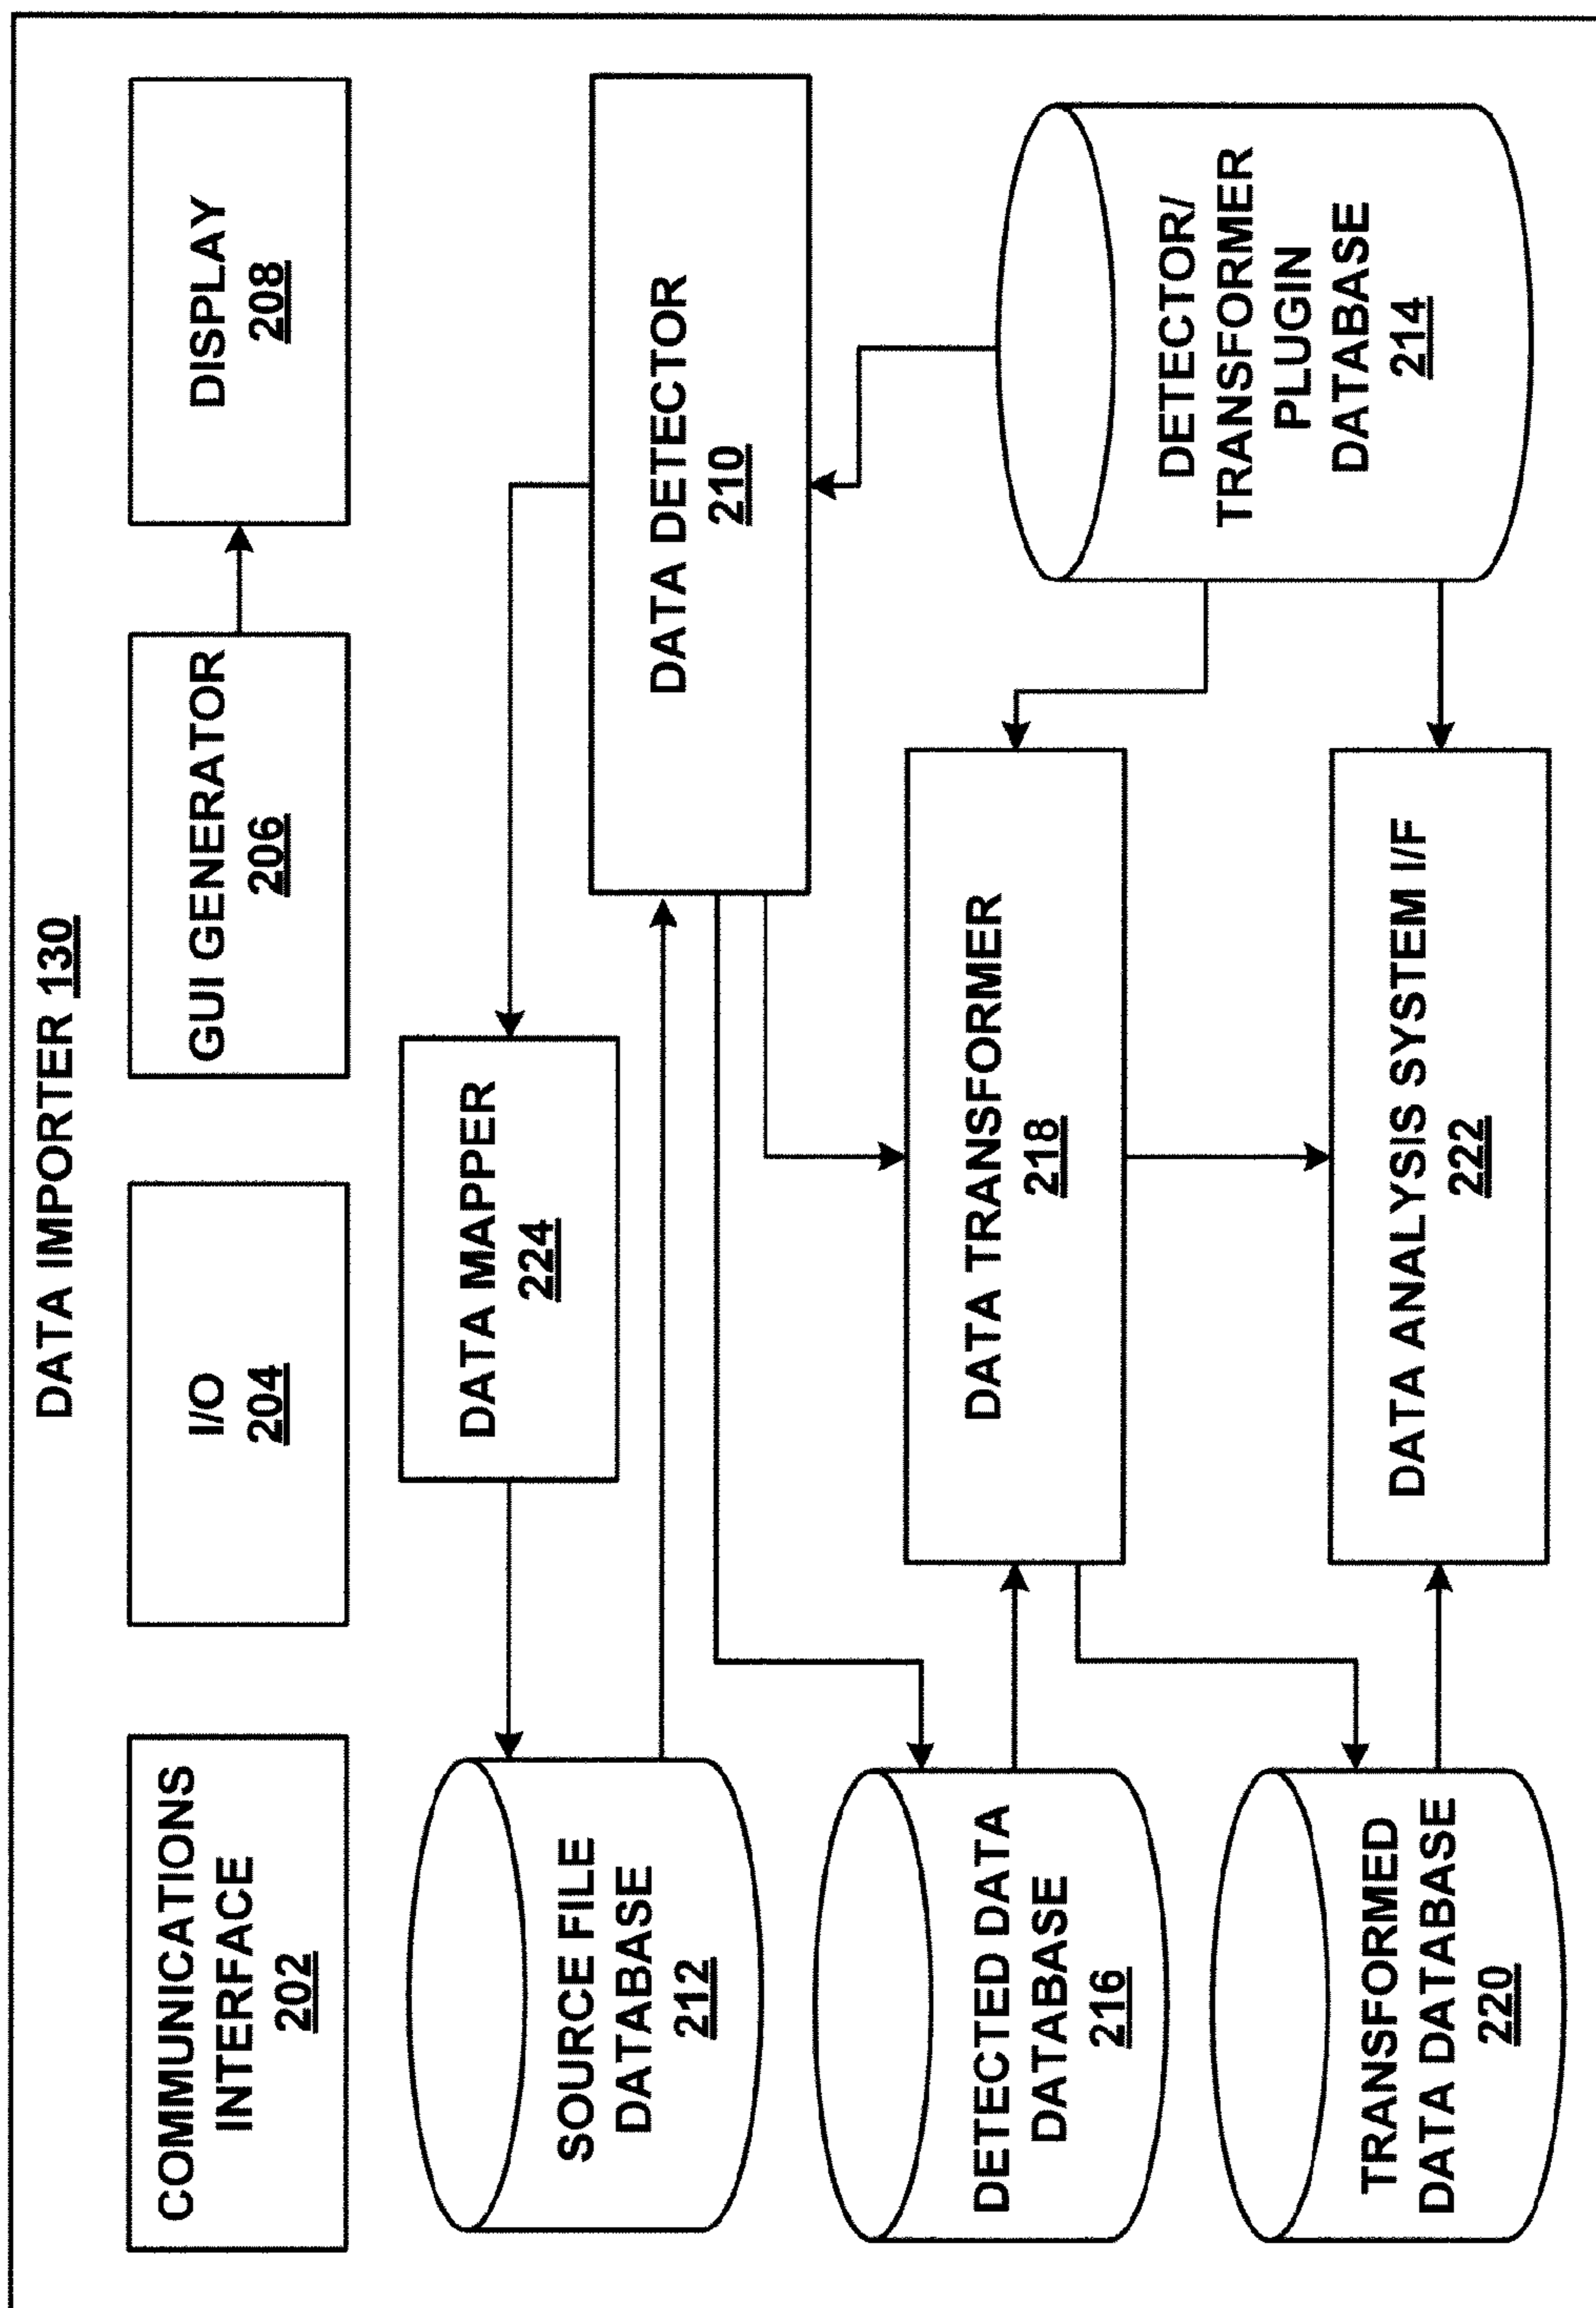 DATA IMPORTER 130
COMMUNICATIONS
INTERFACE
202
I/O
204
GUI GENERATOR
206
DISPLAY
208
DATA MAPPER
224
SOURCE FILE
DATABASE
212
DATA DETECTOR
210
DETECTED DATA
DATABASE
216
DATA TRANSFORMER
218
DETECTOR/
TRANSFORMER
PLUGIN
DATABASE
214
TRANSFORMED
DATA DATABASE
220
DATA ANALYSIS SYSTEM I/F
222